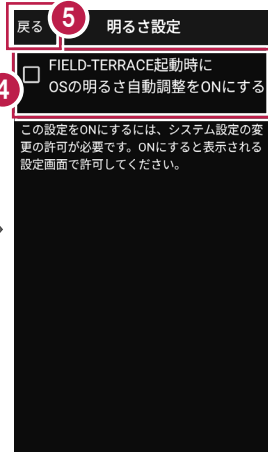 戻る
5
明るさ設定
4
FIELD-TERRACE起動時に
OSの明るさ自動調整をONにする
この設定をONにするには、システム設定の変
更の許可が必要です。ONにすると表示される
設定画面で許可してください。